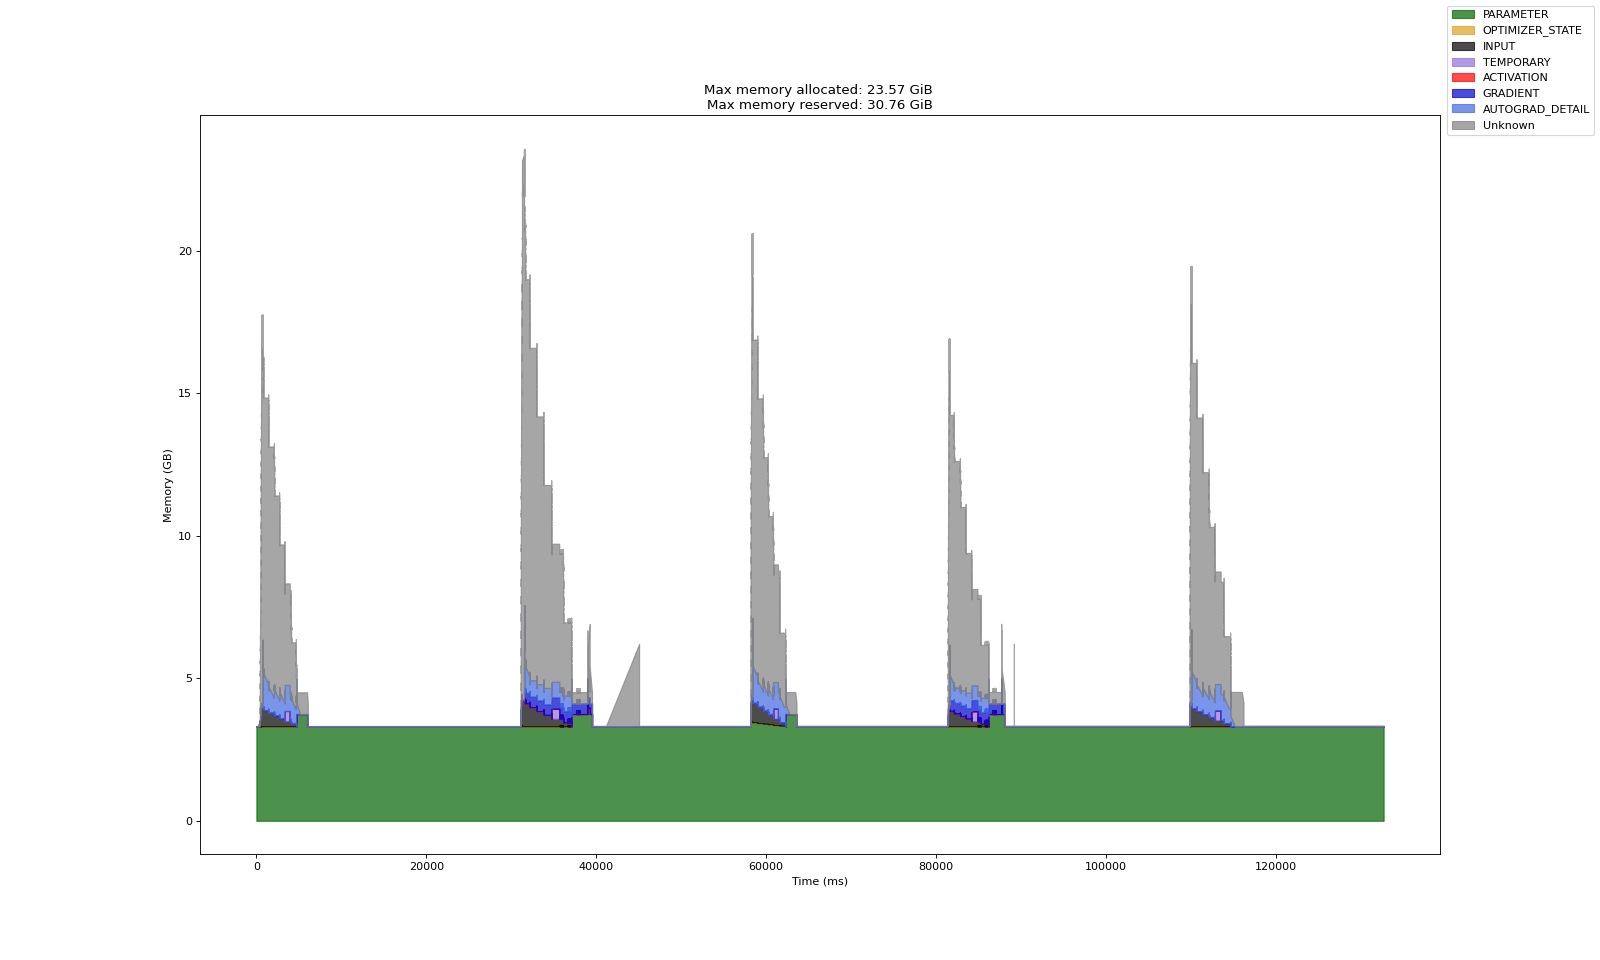 PARAMETER
OPTIMIZER_STATE
INPUT
TEMPORARY
ACTIVATION
GRADIENT
AUTOGRAD_DETAIL
Unknown
Max memory allocated: 23.57 GiB
Max memory reserved: 30.76 GiB
20
15
10
5
0
Memory (GB)
0 20000 40000 60000 80000 100000 120000
Time (ms)